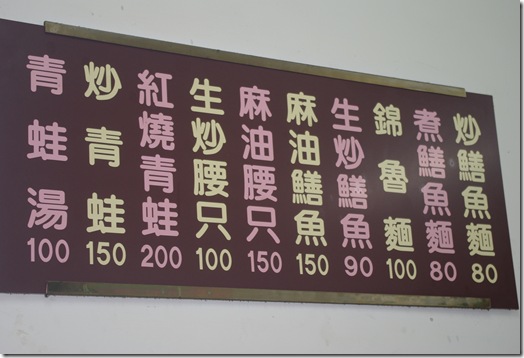 炒鱔魚麵 80
煮鱔魚麵 80
錦魯麵 100
生炒鱔魚 90
麻油鱔魚 150
麻油腰只 150
生炒腰只 100
紅燒青蛙 200
炒青蛙 150
青蛙湯 100